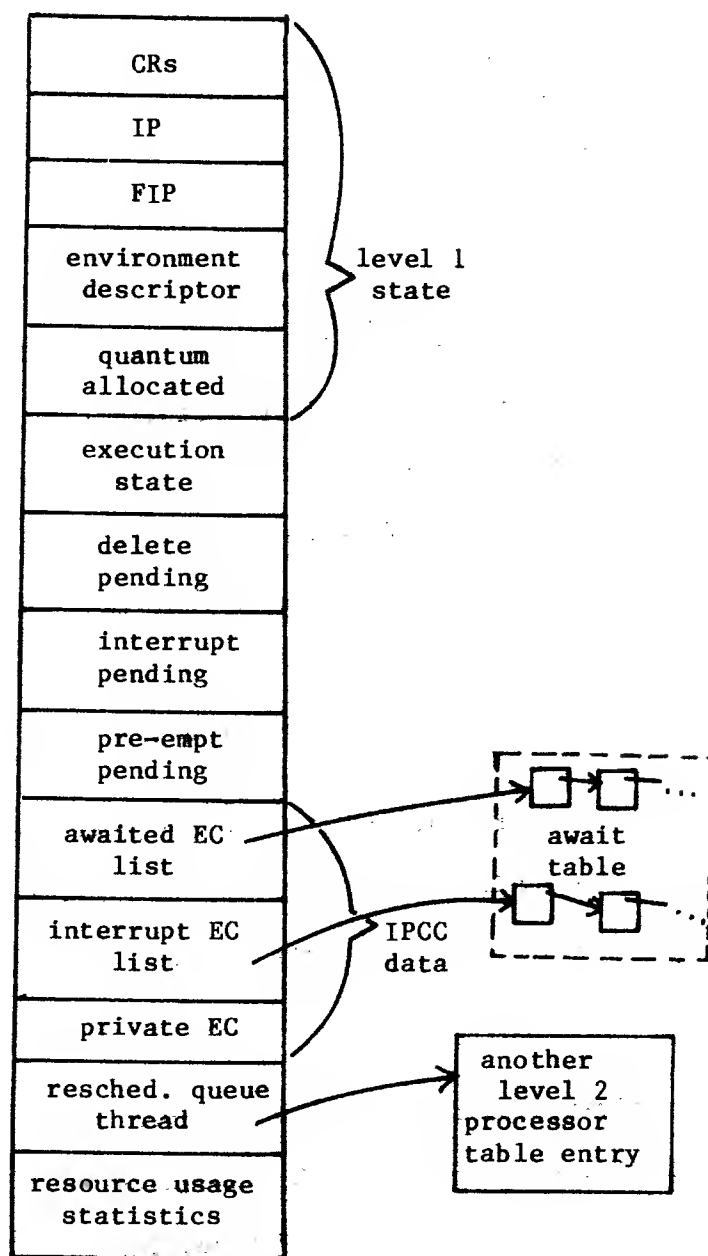 CRs
IP
FIP
environment
descriptor
quantum
allocated
level 1
state
execution
state
delete
pending
interrupt
pending
pre-empt
pending
awaited EC
list
interrupt EC
list
private EC
IPCC
data
...
await
table
...
resched. queue
thread
another
level 2
processor
table entry
resource usage
statistics